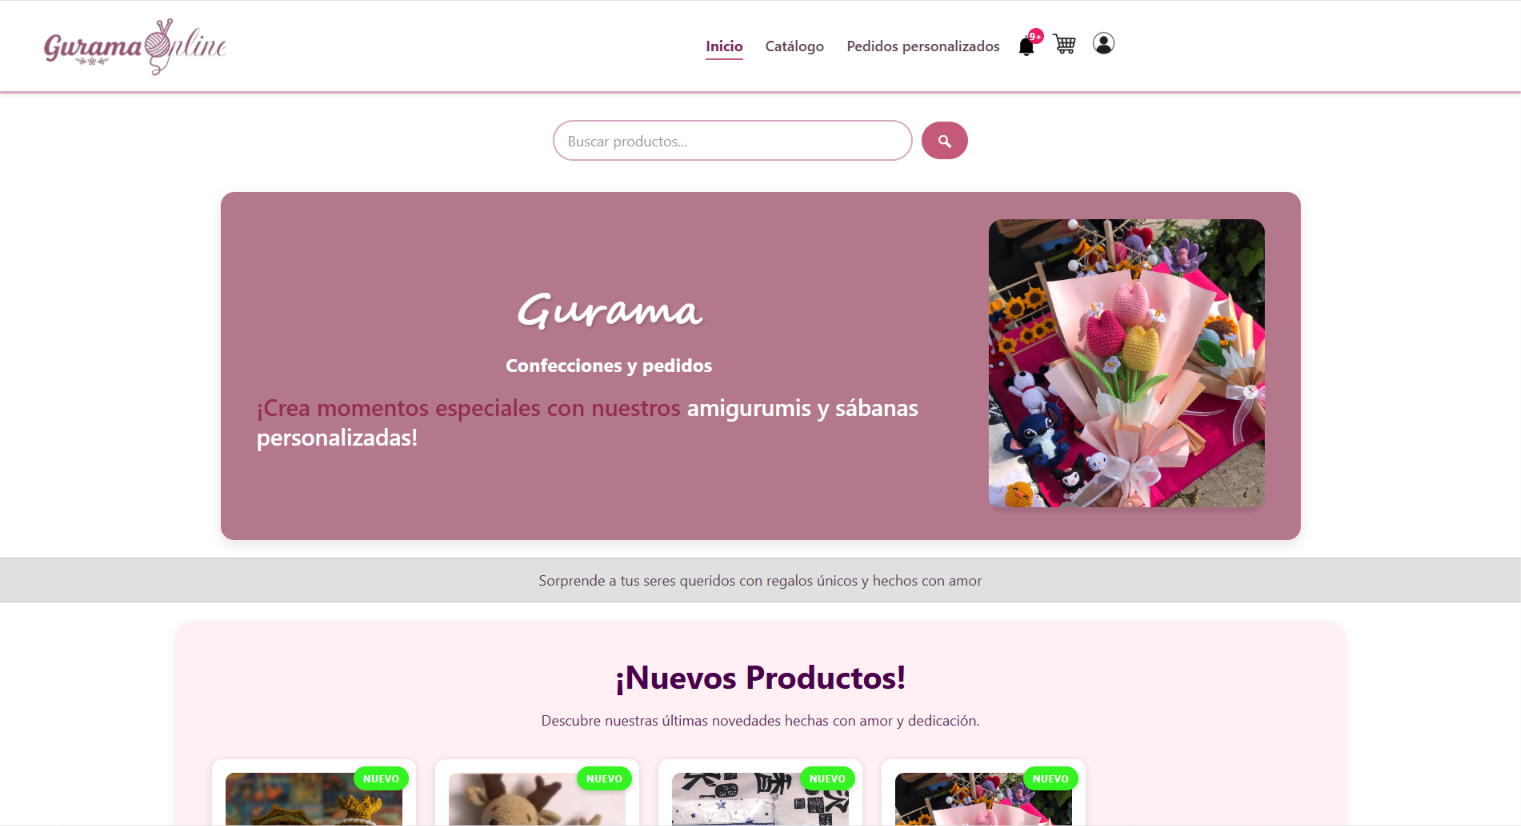 Gurama Online
Inicio
Catálogo
Pedidos personalizados
9+
Buscar productos...
Gurama
Confecciones y pedidos
¡Crea momentos especiales con nuestros amigurumis y sábanas
personalizadas!
Sorprende a tus seres queridos con regalos únicos y hechos con amor
¡Nuevos Productos!
Descubre nuestras últimas novedades hechas con amor y dedicación.
NUEVO
NUEVO
NUEVO
NUEVO